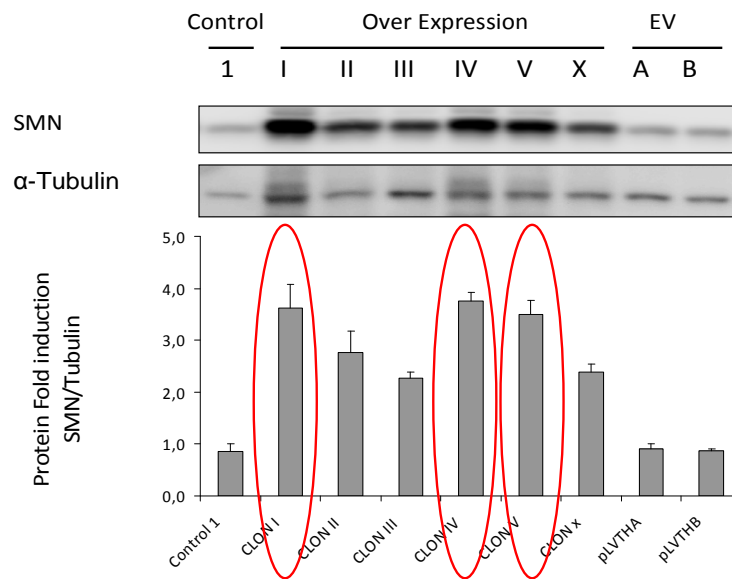 Control Over Expression EV
1 I II III IV V X A B
SMN
α-Tubulin
Protein Fold induction
SMN/Tubulin
5,0
4,0
3,0
2,0
1,0
0,0
Control 1 CLON I CLON II CLON III CLON IV CLON V CLON x pLVTHA pLVTHB